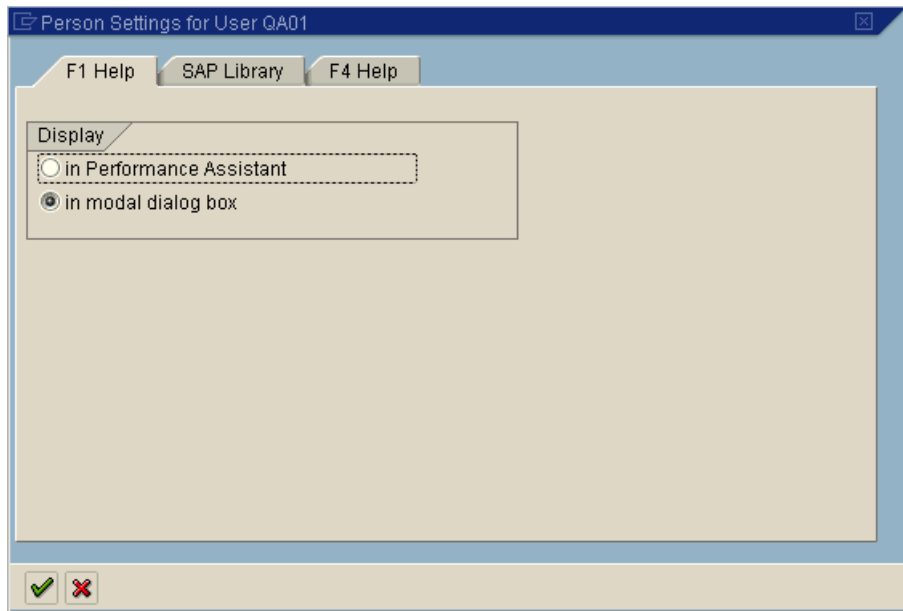 Person Settings for User QA01
F1 Help SAP Library F4 Help
Display
in Performance Assistant
in modal dialog box